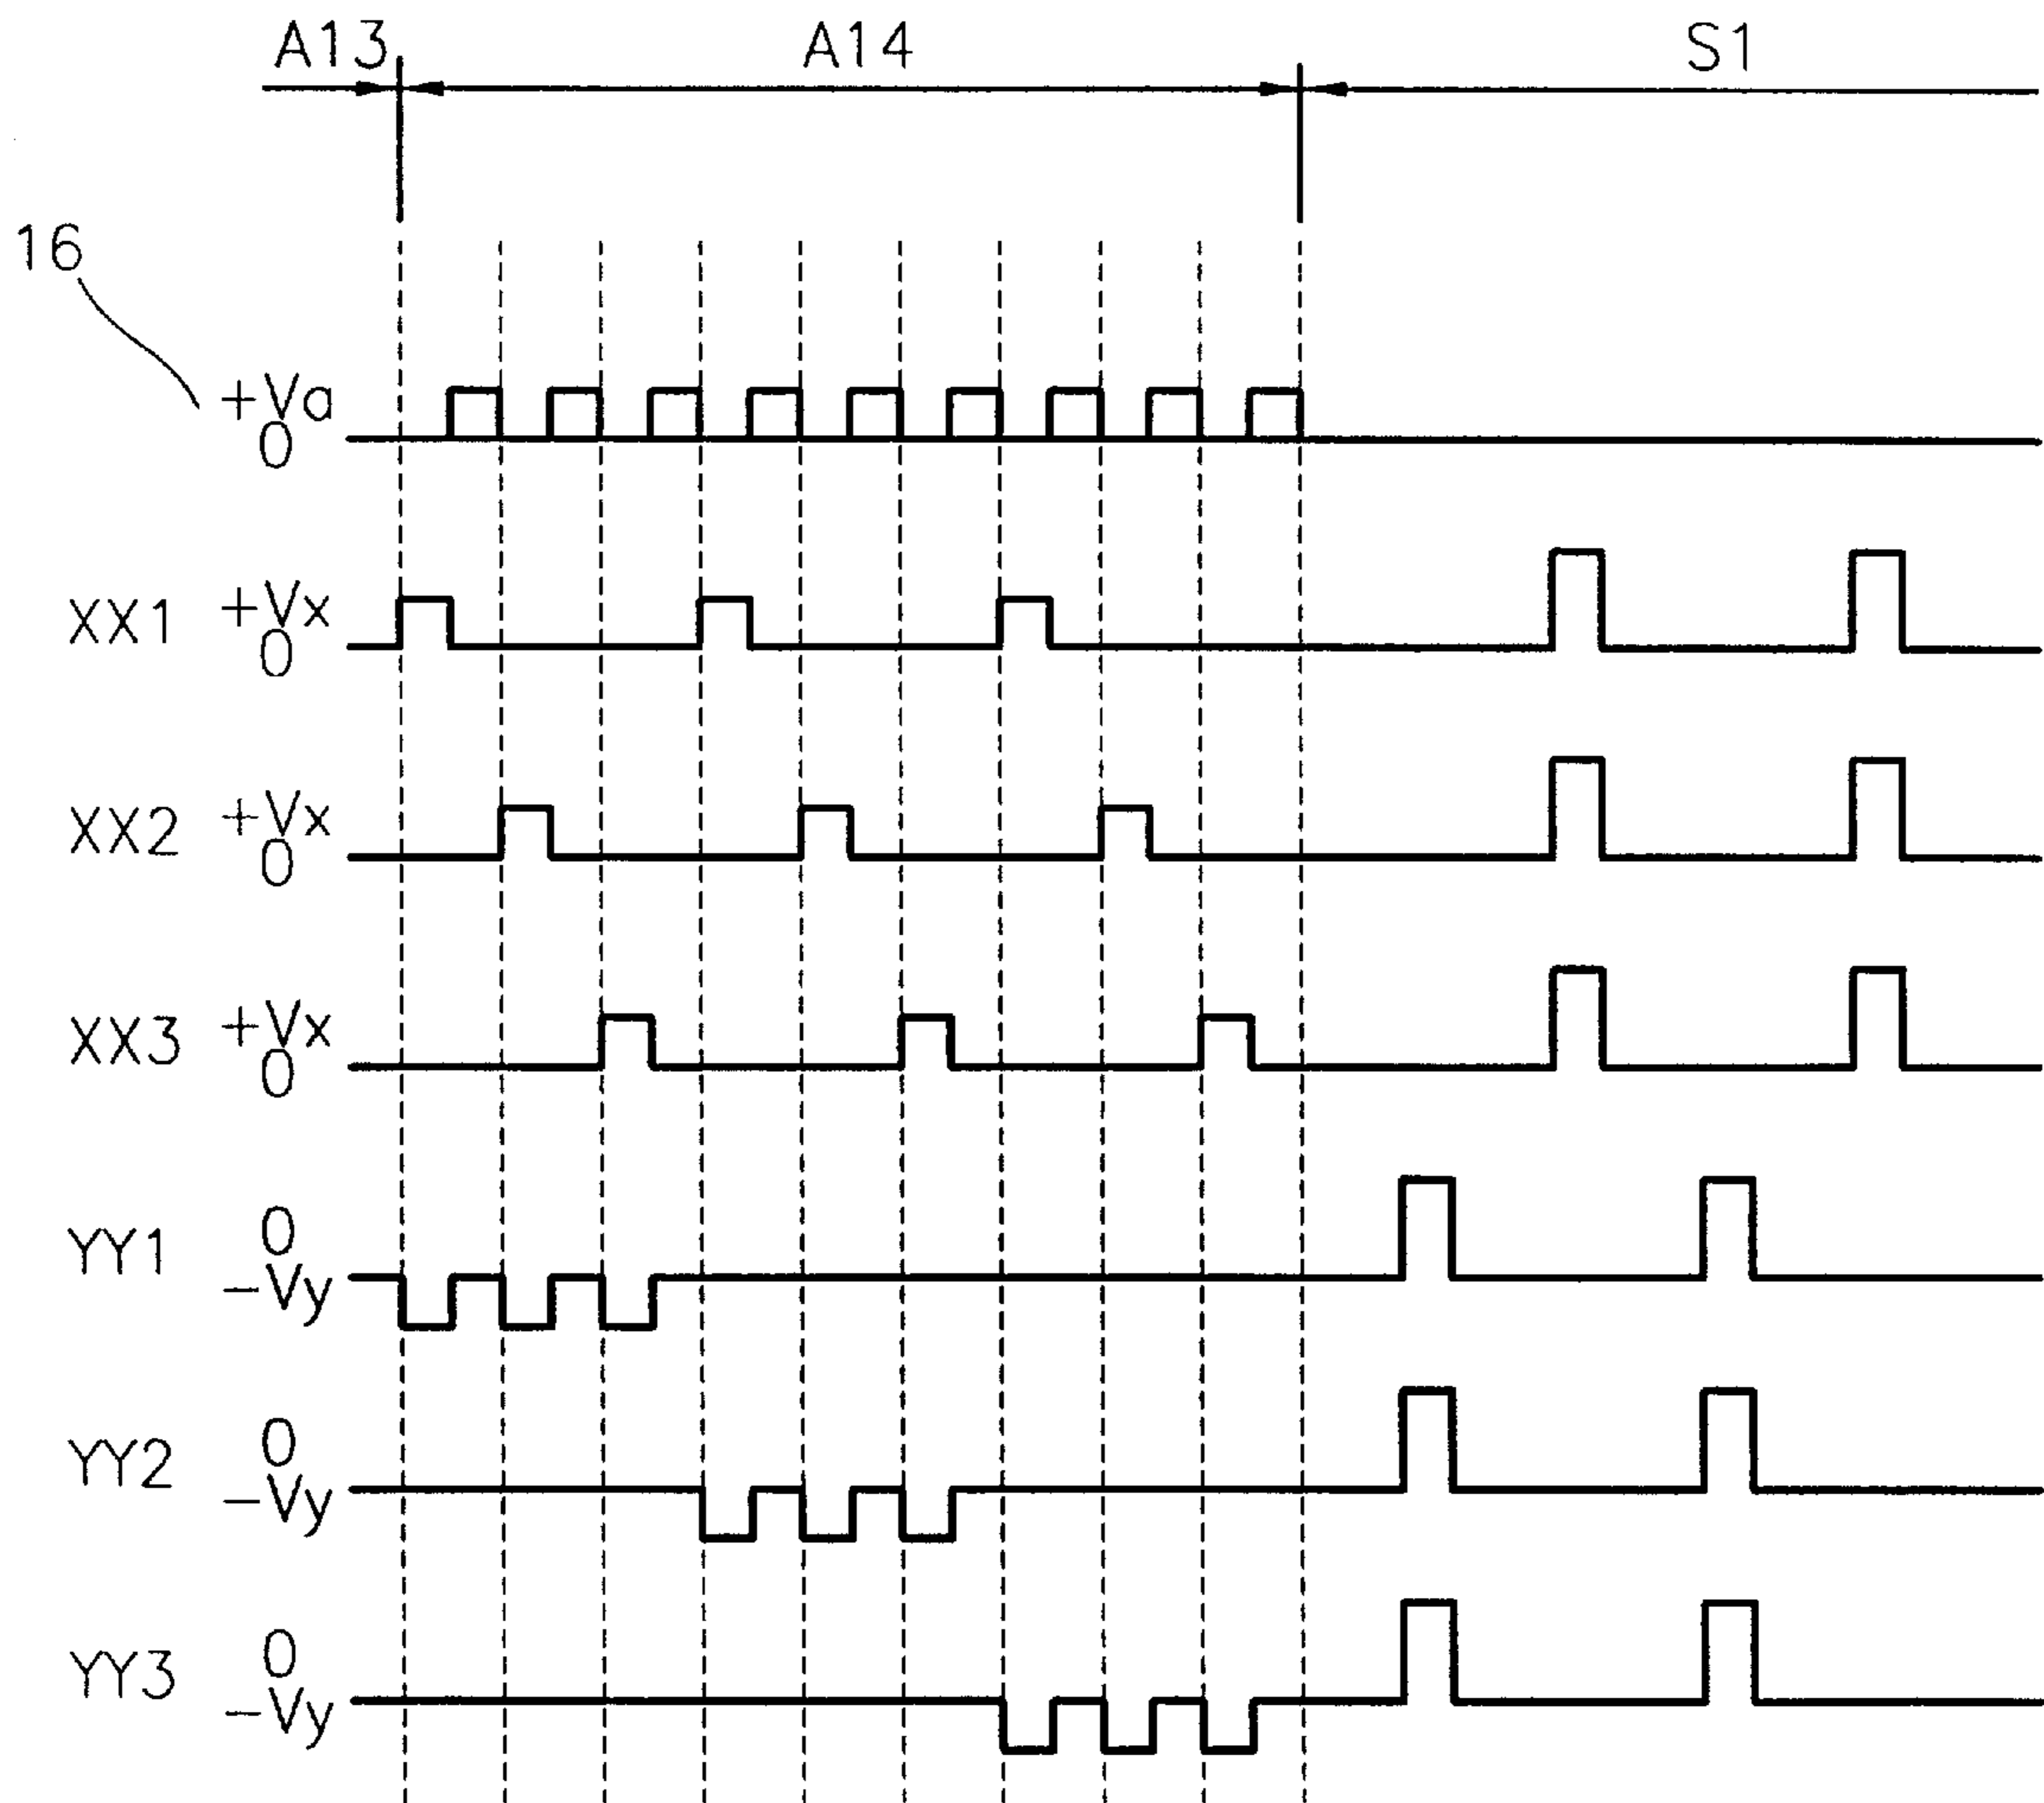 A13 A14 S1
16
+Va
0
XX1 +Vx
0
XX2 +Vx
0
XX3 +Vx
0
YY1 0
-Vy
YY2 0
-Vy
YY3 0
-Vy